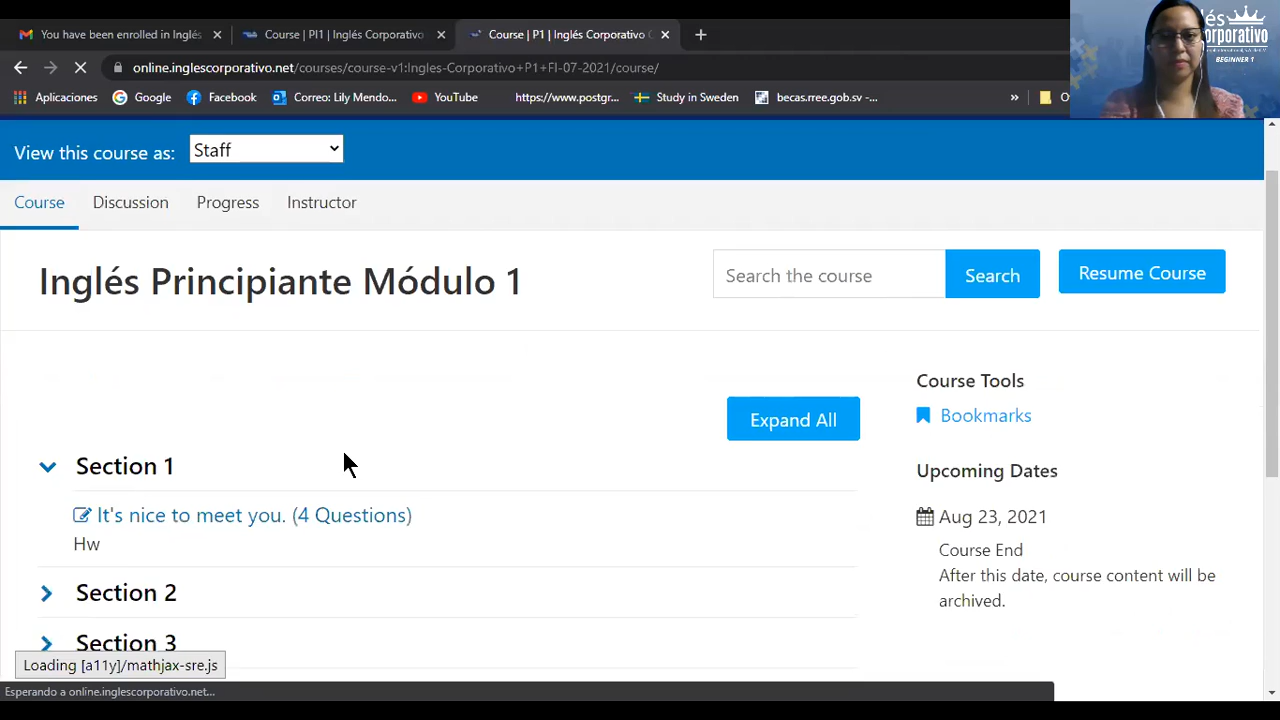 You have been enrolled in Inglés
Course | PI1 | Inglés Corporativo
Course | P1 | Inglés Corporativo
online.inglescorporativo.net/courses/course-v1:Ingles-Corporativo
-07-2021/course/
Aplicaciones
Google
Facebook
Correo: Lily Mendo...
YouTube
https://www.postgr...
Study in Sweden
becas.rree.gob.sv -...
»
View this course as:
Staff
Course
Discussion
Progress
Instructor
Inglés Principiante Módulo 1
Search the course
Search
Resume Course
Expand All
Course Tools
Bookmarks
Section 1
It's nice to meet you. (4 Questions)
Hw
Section 2
Section 3
Upcoming Dates
Aug 23, 2021
Course End
After this date, course content will be
archived.
Loading [a11y]/mathjax-sre.js
Esperando a online.inglescorporativo.net...
BEGINNER 1